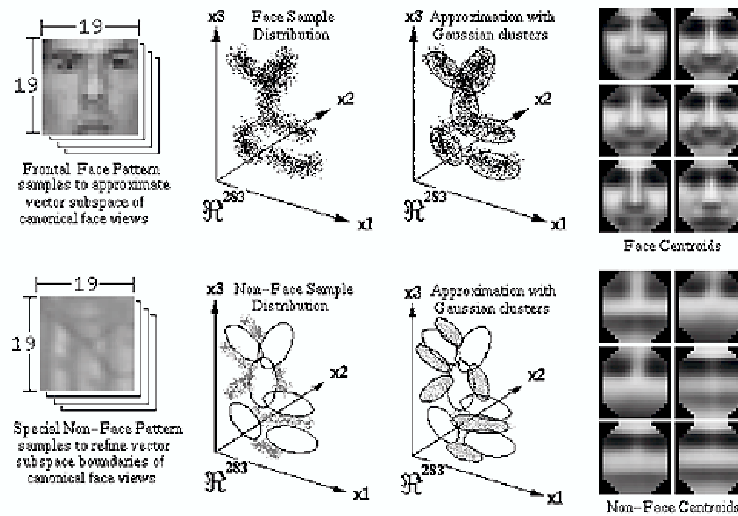 19
19
Frontal Face Pattern
samples to approximate
vector subspace of
canonical face views
x3
Face Sample
Distribution
x2
ℜ283
x1
x3
Approximation with
Gaussian clusters
x2
ℜ283
x1
Face Centroids
19
19
Special Non-Face Pattern
samples to refine vector
subspace boundaries of
canonical face views
x3
Non-Face Sample
Distribution
x2
ℜ283
x1
x3
Approximation with
Gaussian clusters
x2
ℜ283
x1
Non-Face Centroids